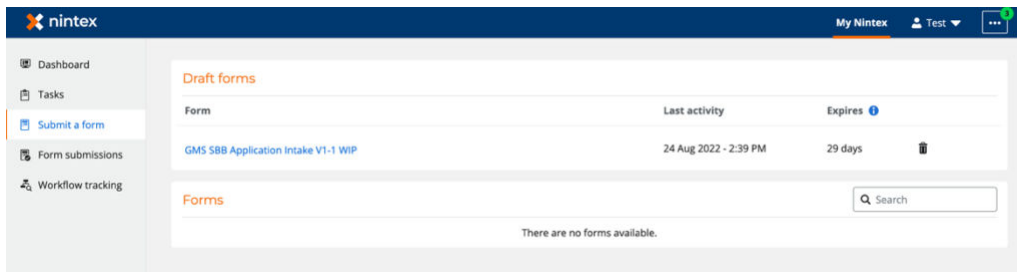 nintex
My Nintex
Test
3
Dashboard
Tasks
Submit a form
Form submissions
Workflow tracking
Draft forms
Form Last activity Expires
GMS SBB Application Intake V1-1 WIP 24 Aug 2022 - 2:39 PM 29 days
Forms
Search
There are no forms available.